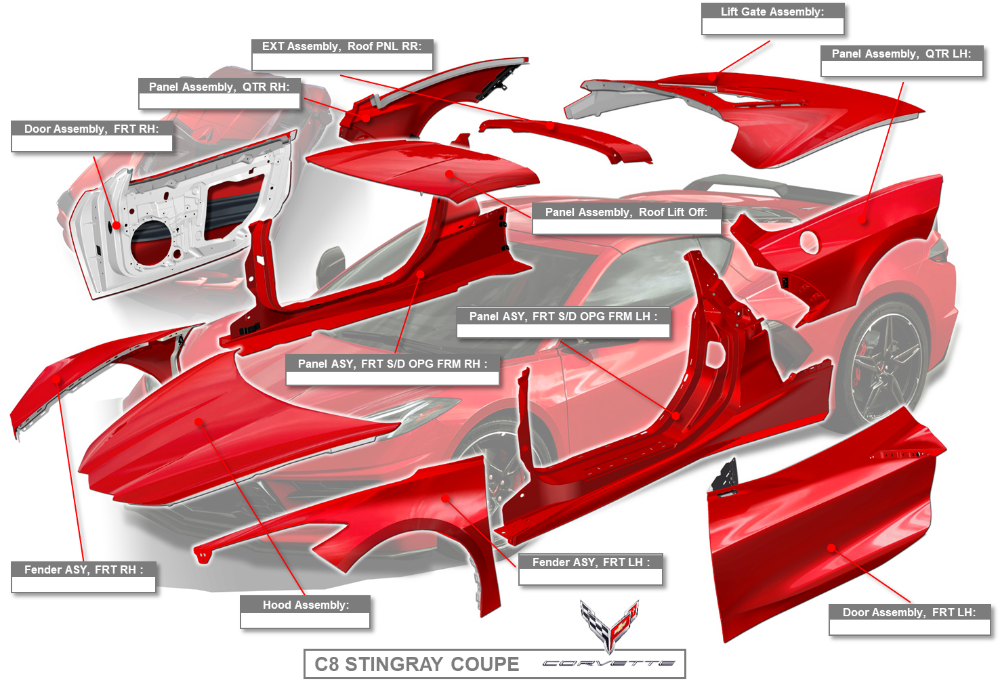 Lift Gate Assembly:
EXT Assembly, Roof PNL RR:
Panel Assembly, QTR LH:
Panel Assembly, QTR RH:
Door Assembly, FRT RH:
Panel Assembly, Roof Lift Off:
Panel ASY, FRT S/D OPG FRM LH :
Panel ASY, FRT S/D OPG FRM RH :
Fender ASY, FRT RH :
Fender ASY, FRT LH :
Hood Assembly:
Door Assembly, FRT LH:
C8 STINGRAY COUPE CORVETTE